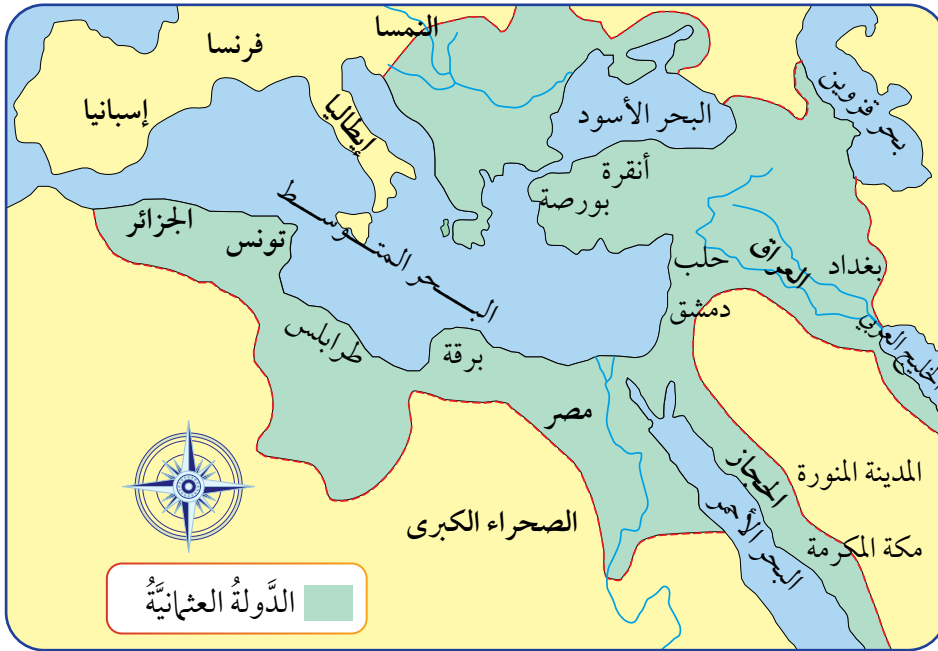 النمسا
فرنسا
إسبانيا
إيطاليا
البحر الأسود
بحر قزوين
أنقرة
بورصة
البحر المتوسط
الجزائر
تونس
طرابلس
برقة
حلب
دمشق
العراق
بغداد
الخليج العربي
مصر
الحجاز
البحر الأحمر
المدينة المنورة
مكة المكرمة
الصحراء الكبرى
الدَّولةُ العثمانيَّةُ